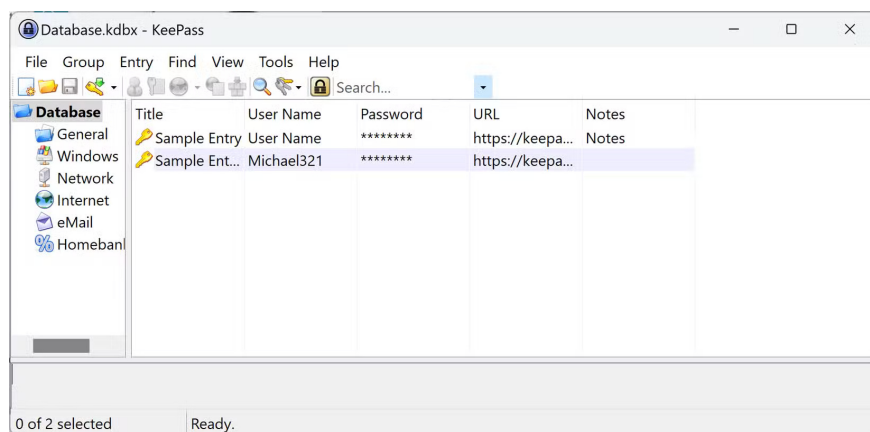 Database.kdbx - KeePass
File Group Entry Find View Tools Help
Search...
Database
General
Windows
Network
Internet
eMail
Homeban
Title User Name Password URL Notes
Sample Entry User Name ******** https://keepa... Notes
Sample Ent... Michael321 ******** https://keepa...
0 of 2 selected Ready.